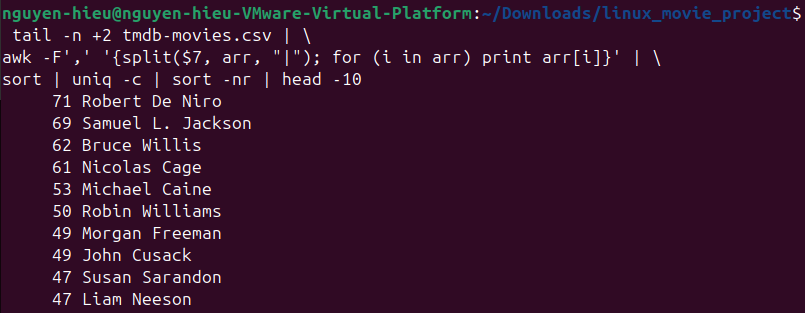 nguyen-hieu@nguyen-hieu-VMware-Virtual-Platform:~/Downloads/linux_movie_project$
tail -n +2 tmdb-movies.csv | \
awk -F',' '{split($7, arr, "|"); for (i in arr) print arr[i]}' | \
sort | uniq -c | sort -nr | head -10
71 Robert De Niro
69 Samuel L. Jackson
62 Bruce Willis
61 Nicolas Cage
53 Michael Caine
50 Robin Williams
49 Morgan Freeman
49 John Cusack
47 Susan Sarandon
47 Liam Neeson